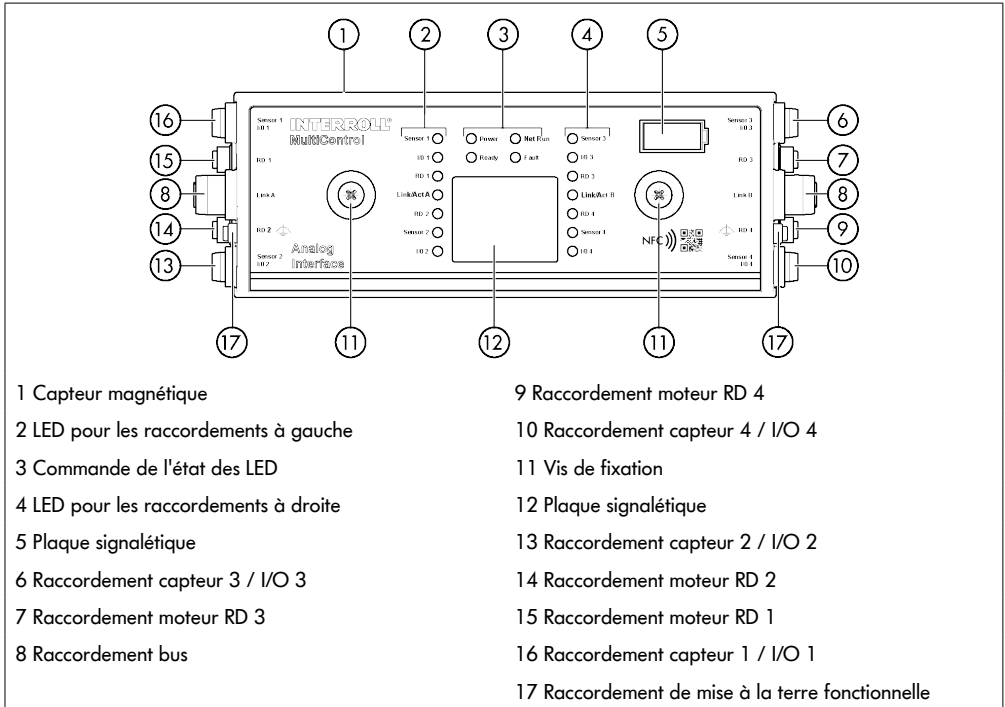 1 2 3 4 5
16 15 8 14 13 17
6 7 8 9 10 17
11 12 11
Sensor 1
I/O 1
RD 1
Link A
RD 2
Sensor 2
I/O 2
INTERROLL®
MultiControl
Analog
Interface
Sensor 1
I/O 1
RD 1
Link/Act A
RD 2
Sensor 2
I/O 2
Power Net Run
Ready Fault
Sensor 3
I/O 3
RD 3
Link/Act B
RD 4
Sensor 4
I/O 4
NFC
Sensor 3
I/O 3
RD 3
Link B
RD 4
Sensor 4
I/O 4
1 Capteur magnétique
2 LED pour les raccordements à gauche
3 Commande de l'état des LED
4 LED pour les raccordements à droite
5 Plaque signalétique
6 Raccordement capteur 3 / I/O 3
7 Raccordement moteur RD 3
8 Raccordement bus
9 Raccordement moteur RD 4
10 Raccordement capteur 4 / I/O 4
11 Vis de fixation
12 Plaque signalétique
13 Raccordement capteur 2 / I/O 2
14 Raccordement moteur RD 2
15 Raccordement moteur RD 1
16 Raccordement capteur 1 / I/O 1
17 Raccordement de mise à la terre fonctionnelle